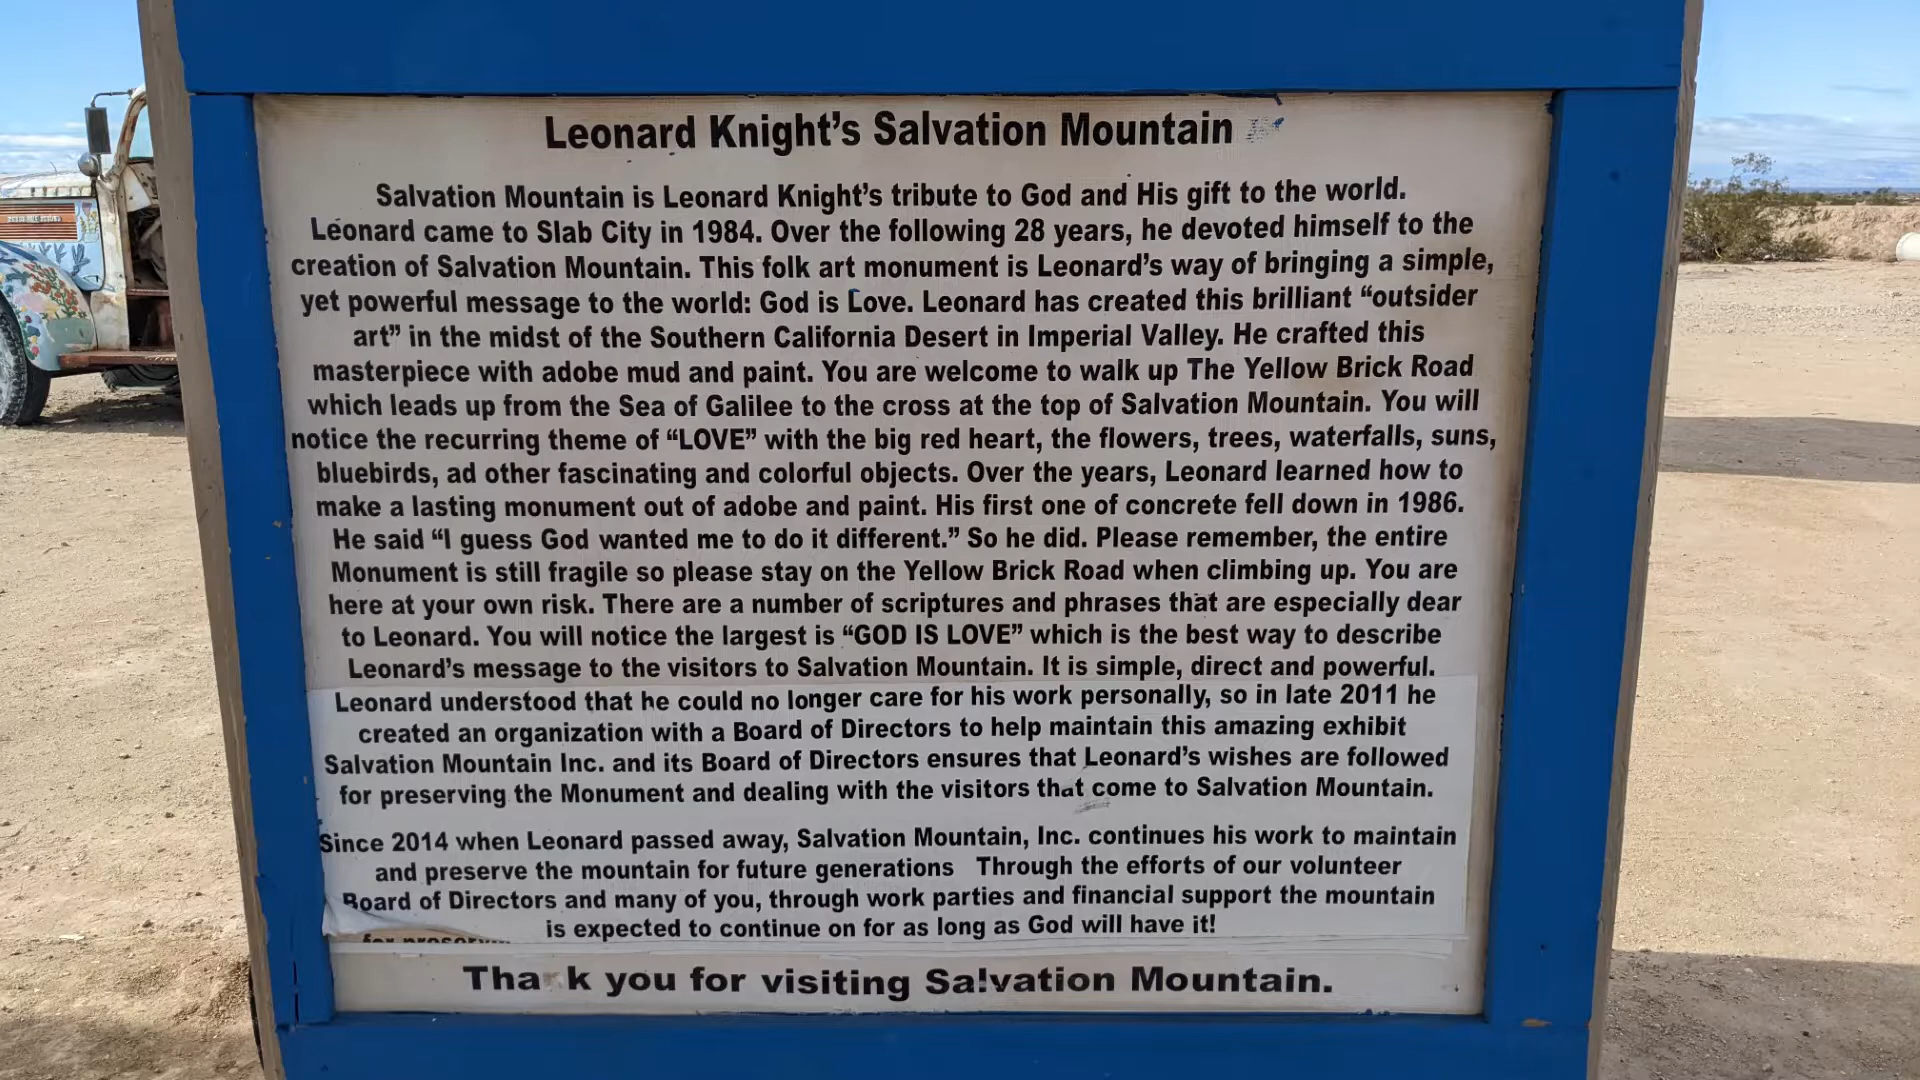 Leonard Knight's Salvation Mountain
Salvation Mountain is Leonard Knight's tribute to God and His gift to the world.
Leonard came to Slab City in 1984. Over the following 28 years, he devoted himself to the
creation of Salvation Mountain. This folk art monument is Leonard's way of bringing a simple,
yet powerful message to the world: God is Love. Leonard has created this brilliant “outsider
art” in the midst of the Southern California Desert in Imperial Valley. He crafted this
masterpiece with adobe mud and paint. You are welcome to walk up The Yellow Brick Road
which leads up from the Sea of Galilee to the cross at the top of Salvation Mountain. You will
notice the recurring theme of “LOVE” with the big red heart, the flowers, trees, waterfalls, suns,
bluebirds, ad other fascinating and colorful objects. Over the years, Leonard learned how to
make a lasting monument out of adobe and paint. His first one of concrete fell down in 1986.
He said “I guess God wanted me to do it different.” So he did. Please remember, the entire
Monument is still fragile so please stay on the Yellow Brick Road when climbing up. You are
here at your own risk. There are a number of scriptures and phrases that are especially dear
to Leonard. You will notice the largest is “GOD IS LOVE” which is the best way to describe
Leonard's message to the visitors to Salvation Mountain. It is simple, direct and powerful.
Leonard understood that he could no longer care for his work personally, so in late 2011 he
created an organization with a Board of Directors to help maintain this amazing exhibit
Salvation Mountain Inc. and its Board of Directors ensures that Leonard's wishes are followed
for preserving the Monument and dealing with the visitors that come to Salvation Mountain.
Since 2014 when Leonard passed away, Salvation Mountain, Inc. continues his work to maintain
and preserve the mountain for future generations Through the efforts of our volunteer
Board of Directors and many of you, through work parties and financial support the mountain
is expected to continue on for as long as God will have it!
Tha k you for visiting Salvation Mountain.